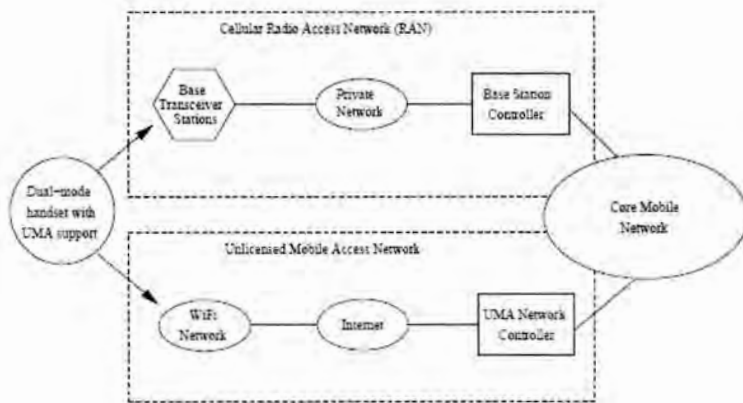 Cellular Radio Access Network (RAN)
Base
Transceiver
Stations
Private
Network
Base Station
Controller
Dual-mode
handset with
UMA support
Core Mobile
Network
Unlicensed Mobile Access Network
WiFi
Network
Internet
UMA Network
Controller